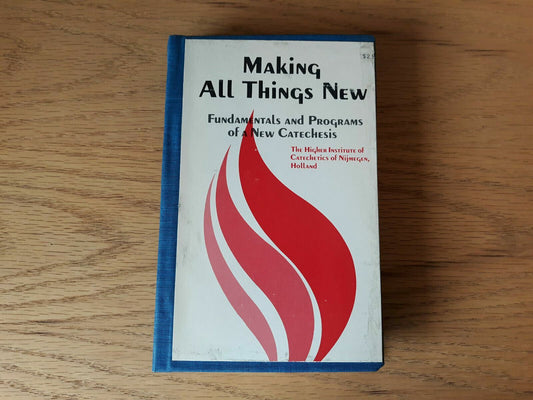 Making
All Things New
Fundamentals and Programs
of a New Catechesis
The Higher Institute of
Catechetics of Nijmegen,
Holland